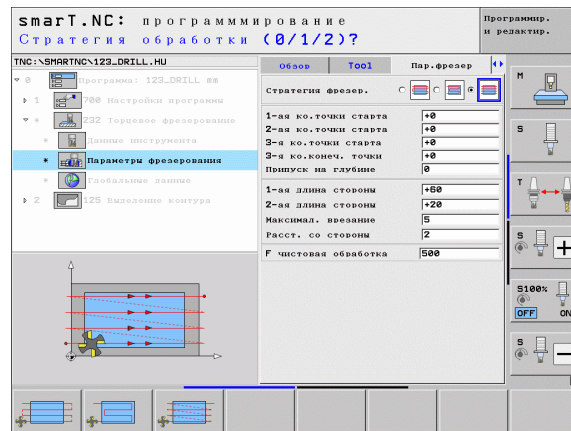 smarT.NC: программмирование
Стратегия обработки (0/1/2)?
Программир.
и редактир.
TNC:\SMARTNC\123_DRILL.HU
0 Программа: 123_DRILL мм
1 700 Настройки программы
* 232 Торцевое фрезерование
* Данные инструмента
* Параметры фрезерования
* Глобальные данные
2 125 Выделение контура
Обзор Tool Пар.фрезер
Стратегия фрезер.
1-ая ко.точки старта +0
2-ая ко.точки старта +0
3-я ко.точки старта +0
3-я ко.конеч. точки +0
Припуск на глубине 0
1-ая длина стороны +60
2-ая длина стороны +20
Максимал. врезание 5
Расст. со стороны 2
F чистовая обработка 500
M
S
T
S
S100%
OFF ON
S